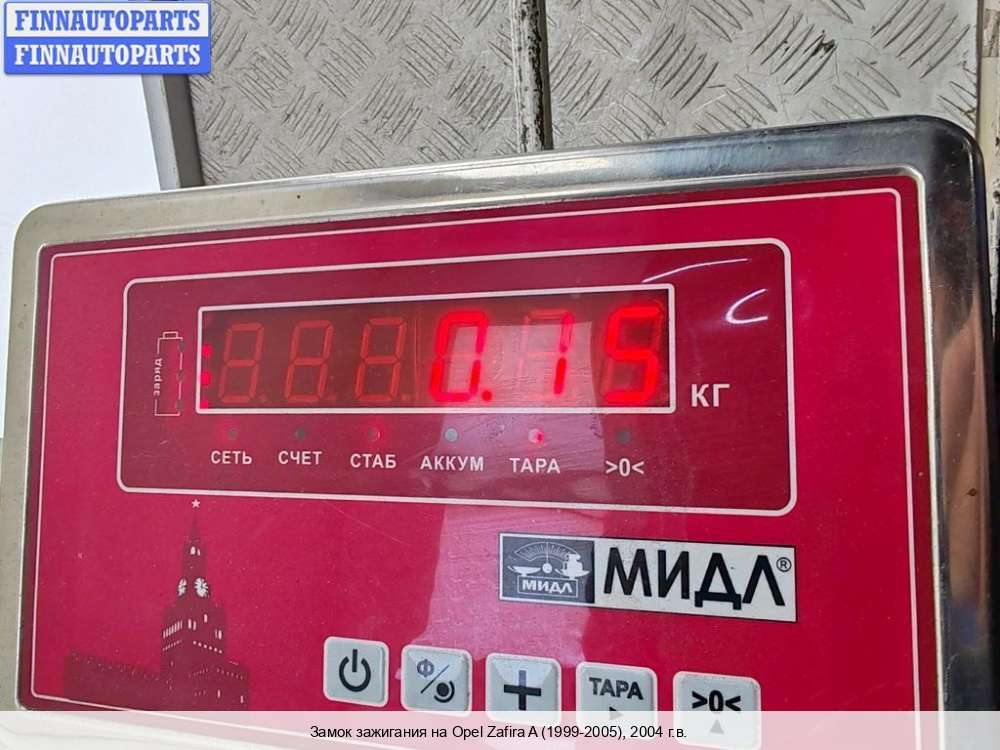 FINNAUTOPARTS
FINNAUTOPARTS
заряд
0.15
КГ
СЕТЬ СЧЕТ СТАБ АККУМ ТАРА >0<
МИДЛ МИДЛ®
Ф
ТАРА >0<
Замок зажигания на Opel Zafira A (1999-2005), 2004 г.в.